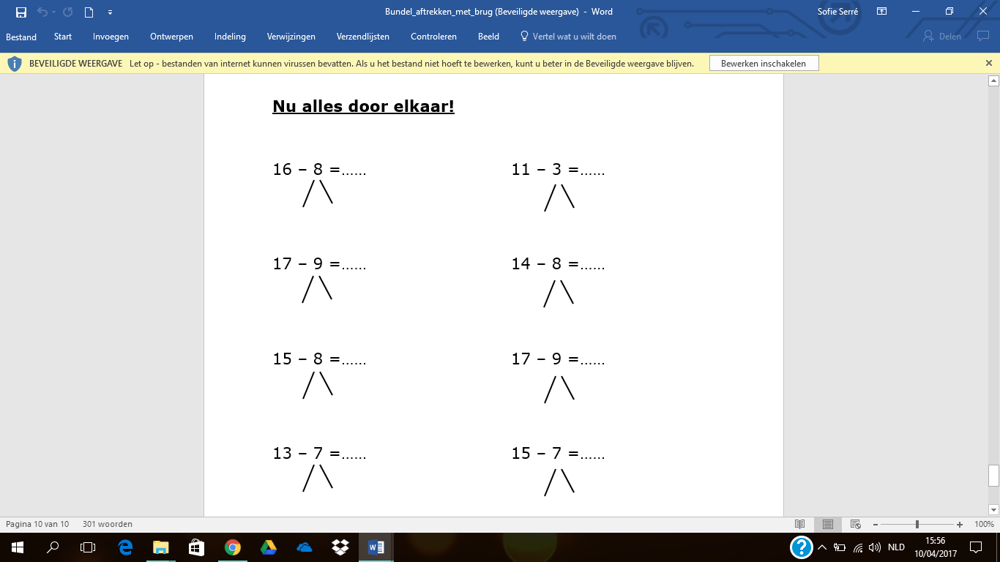 Bundel_aftrekken_met_brug (Beveiligde weergave) - Word
Sofie Serré
Bestand Start Invoegen Ontwerpen Indeling Verwijzingen Verzendlijsten Controleren Beeld Vertel wat u wilt doen Delen
BEVEILIGDE WEERGAVE Let op - bestanden van internet kunnen virussen bevatten. Als u het bestand niet hoeft te bewerken, kunt u beter in de Beveiligde weergave blijven. Bewerken inschakelen
Nu alles door elkaar!
16 – 8 =...... 11 – 3 =......
17 – 9 =...... 14 – 8 =......
15 – 8 =...... 17 – 9 =......
13 – 7 =...... 15 – 7 =......
Pagina 10 van 10 301 woorden 100%
NLD
15:56
10/04/2017